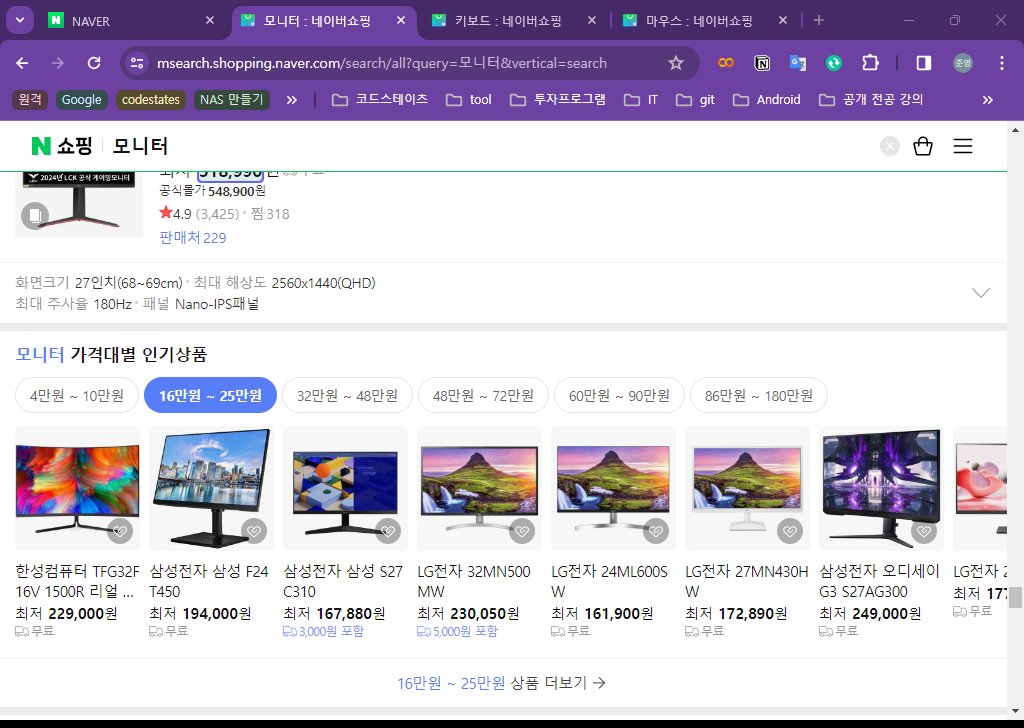 NAVER
모니터 : 네이버쇼핑
키보드 : 네이버쇼핑
마우스 : 네이버쇼핑
msearch.shopping.naver.com/search/all?query=모니터&vertical=search
준영
원격
Google
codestates
NAS 만들기
코드스테이츠
tool
투자프로그램
IT
git
Android
공개 전공 강의
N 쇼핑
모니터
2024년 LCK 공식 게이밍모니터
최저 518,990원 무료
공식몰가 548,900원
4.9 (3,425) · 찜 318
판매처 229
화면크기 27인치(68~69cm) · 최대 해상도 2560x1440(QHD)
최대 주사율 180Hz · 패널 Nano-IPS패널
모니터 가격대별 인기상품
4만원 ~ 10만원
16만원 ~ 25만원
32만원 ~ 48만원
48만원 ~ 72만원
60만원 ~ 90만원
86만원 ~ 180만원
한성컴퓨터 TFG32F
16V 1500R 리얼 ...
최저 229,000원
무료
삼성전자 삼성 F24
T450
최저 194,000원
무료
삼성전자 삼성 S27
C310
최저 167,880원
3,000원 포함
LG전자 32MN500
MW
최저 230,050원
5,000원 포함
LG전자 24ML600S
W
최저 161,900원
무료
LG전자 27MN430H
W
최저 172,890원
무료
삼성전자 오디세이
G3 S27AG300
최저 249,000원
무료
LG전자 2
최저 177
무료
16만원 ~ 25만원 상품 더보기